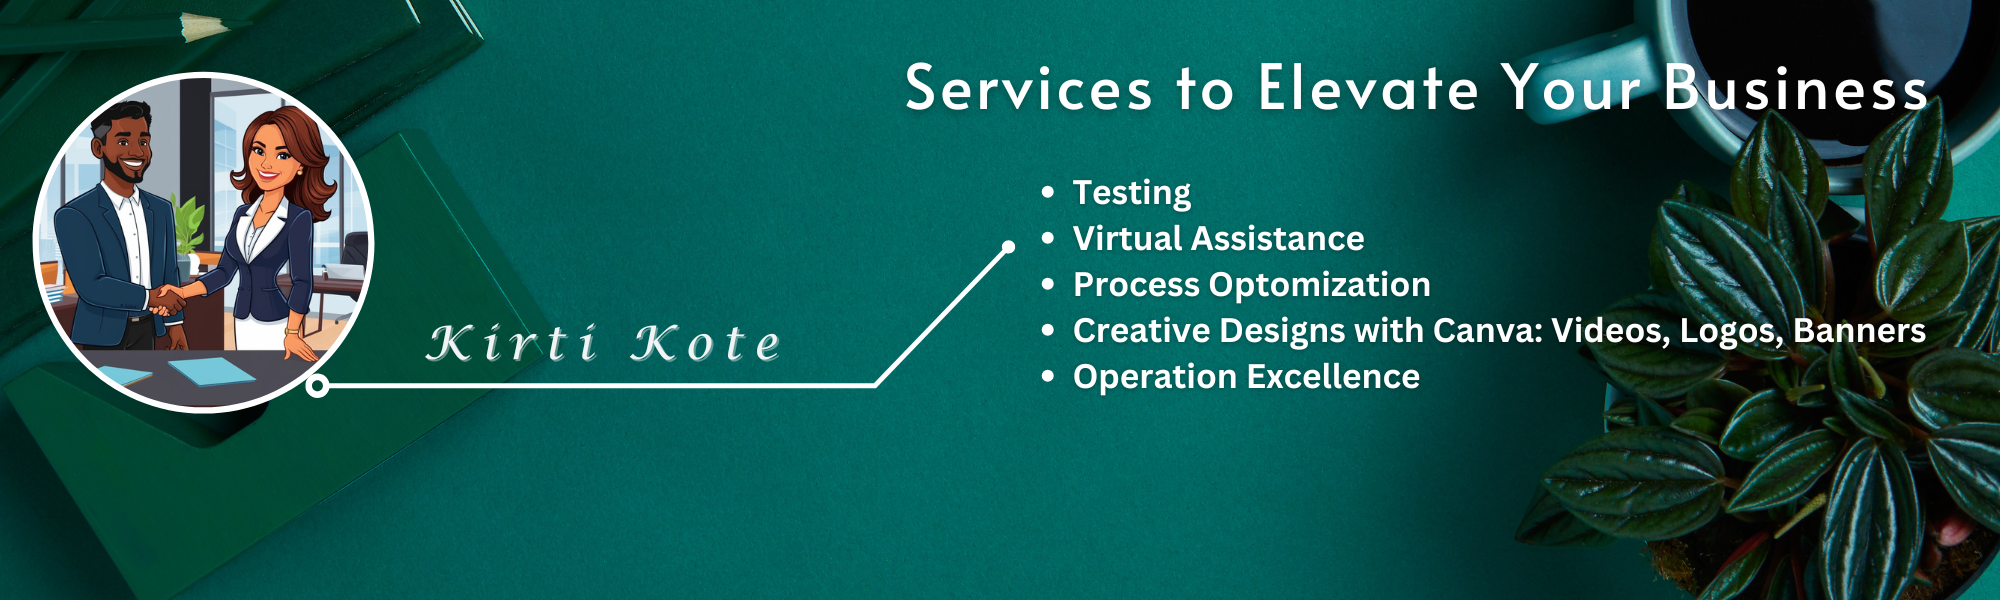 Services to Elevate Your Business
• Testing
• Virtual Assistance
• Process Optomization
• Creative Designs with Canva: Videos, Logos, Banners
• Operation Excellence
Kirti Kote